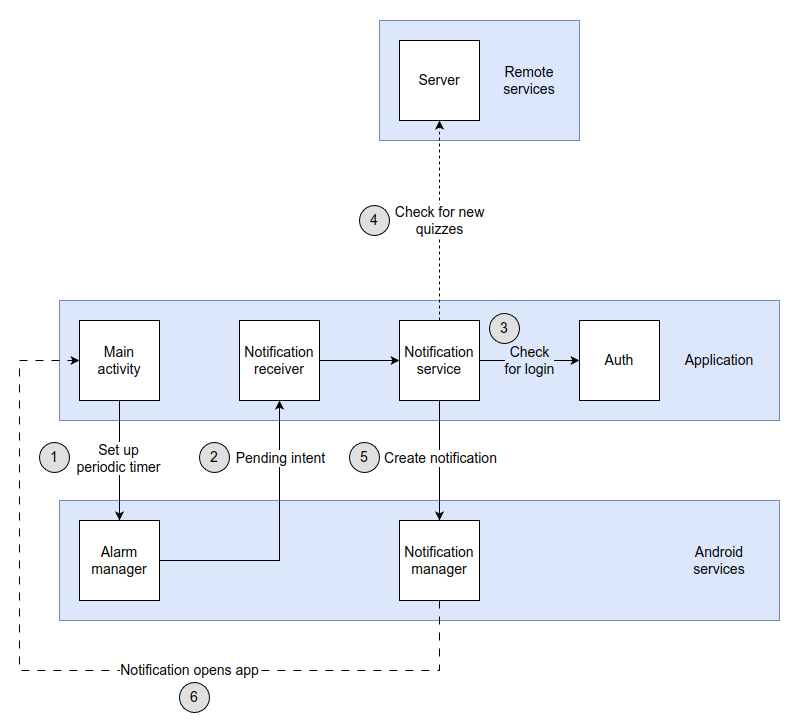 Server
Remote
services
4
Check for new
quizzes
3
Main
activity
Notification
receiver
Notification
service
Check
for login
Auth
Application
1
Set up
periodic timer
2
Pending intent
5
Create notification
Alarm
manager
Notification
manager
Android
services
Notification opens app
6